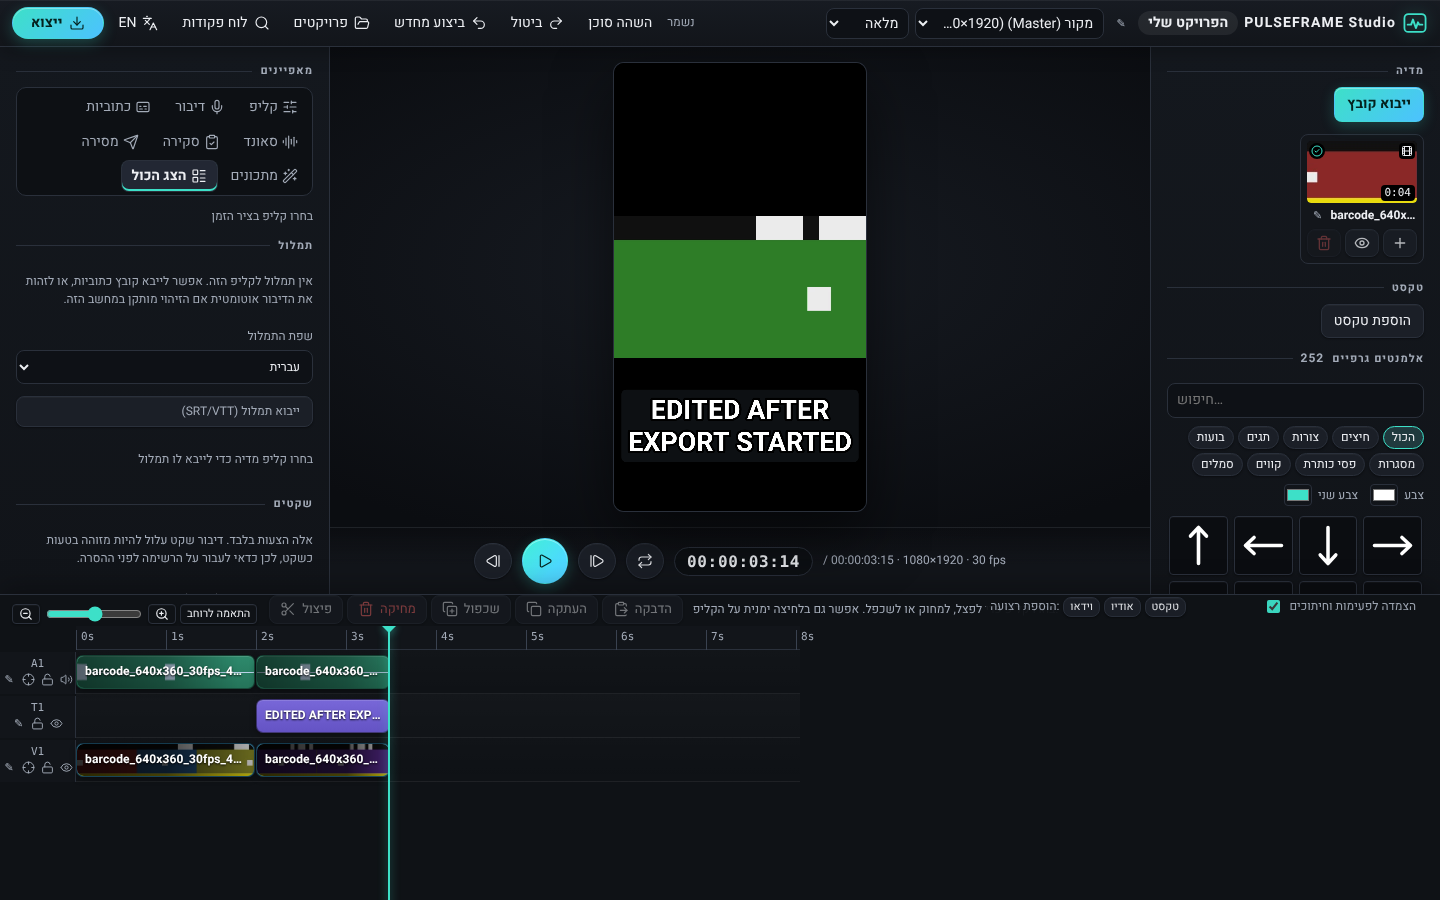 PULSEFRAME Studio
הפרויקט שלי
✎
מקור (Master) (1920×0...
מלאה
נשמר
השהה סוכן
ביטול
ביצוע מחדש
פרויקטים
לוח פקודות
EN
ייצוא
מדיה
ייבוא קובץ
0:04
barcode_640x...
טקסט
הוספת טקסט
אלמנטים גרפיים 252
חיפוש...
הכול
חיצים
צורות
תגים
בועות
מסגרות
פסי כותרת
קווים
סמלים
צבע
צבע שני
EDITED AFTER
EXPORT STARTED
00:00:03:14
/ 00:00:03:15 · 1080×1920 · 30 fps
מאפיינים
קליפ
דיבור
כתוביות
סאונד
סקירה
מסירה
מתכונים
הצג הכול
בחרו קליפ בציר הזמן
תמלול
אין תמלול לקליפ הזה. אפשר לייבא קובץ כתוביות, או לזהות
את הדיבור אוטומטית אם הזיהוי מותקן במחשב הזה.
שפת התמלול
עברית
ייבוא תמלול (SRT/VTT)
בחרו קליפ מדיה כדי לייבא לו תמלול
שקטים
אלה הצעות בלבד. דיבור שקט עלול להיות מזוהה בטעות
כשקט, לכן כדאי לעבור על הרשימה לפני ההסרה.
הצמדה לפעימות וחיתוכים
הוספת רצועה:
וידאו
אודיו
טקסט
לפצל, למחוק או לשכפל. אפשר גם בלחיצה ימנית על הקליפ
הדבקה
העתקה
שכפול
מחיקה
פיצול
התאמה לרוחב
0s 1s 2s 3s 4s 5s 6s 7s 8s
A1
barcode_640x360_30fps_4...
barcode_640x360_...
T1
EDITED AFTER EXP...
V1
barcode_640x360_30fps_4...
barcode_640x360_...